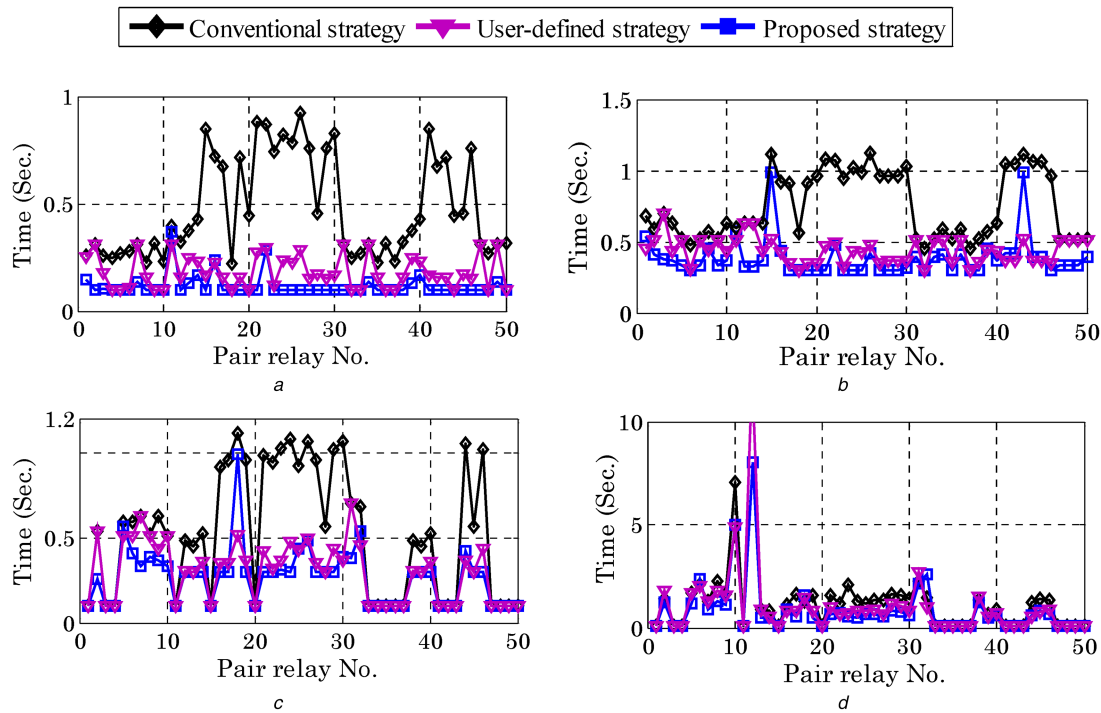 Conventional strategy User-defined strategy Proposed strategy
Time (Sec.)
1
0.5
0
0 10 20 30 40 50
Pair relay No.
a
Time (Sec.)
1.5
1
0.5
0
0 10 20 30 40 50
Pair relay No.
b
Time (Sec.)
1.2
0.5
0
0 10 20 30 40 50
Pair relay No.
c
Time (Sec.)
10
5
0
0 10 20 30 40 50
Pair relay No.
d